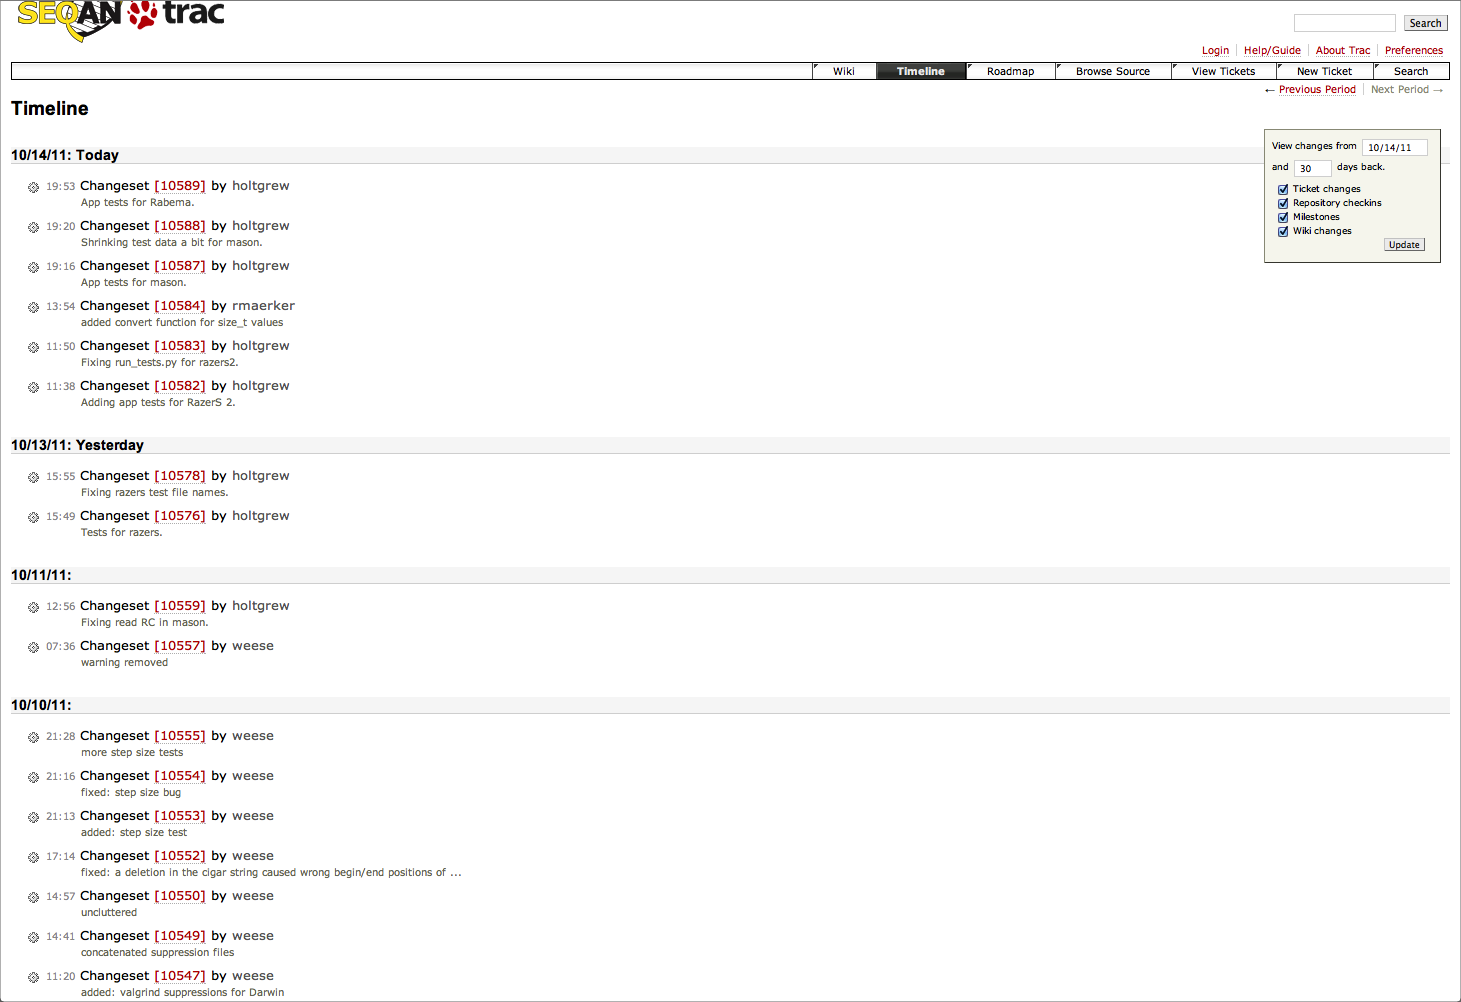 SEQAN trac
Search
Login Help/Guide About Trac Preferences
Wiki Timeline Roadmap Browse Source View Tickets New Ticket Search
← Previous Period Next Period →
Timeline
View changes from 10/14/11
and 30 days back.
Ticket changes
Repository checkins
Milestones
Wiki changes
Update
10/14/11: Today
19:53 Changeset [10589] by holtgrew
App tests for Rabema.
19:20 Changeset [10588] by holtgrew
Shrinking test data a bit for mason.
19:16 Changeset [10587] by holtgrew
App tests for mason.
13:54 Changeset [10584] by rmaerker
added convert function for size_t values
11:50 Changeset [10583] by holtgrew
Fixing run_tests.py for razers2.
11:38 Changeset [10582] by holtgrew
Adding app tests for RazerS 2.
10/13/11: Yesterday
15:55 Changeset [10578] by holtgrew
Fixing razers test file names.
15:49 Changeset [10576] by holtgrew
Tests for razers.
10/11/11:
12:56 Changeset [10559] by holtgrew
Fixing read RC in mason.
07:36 Changeset [10557] by weese
warning removed
10/10/11:
21:28 Changeset [10555] by weese
more step size tests
21:16 Changeset [10554] by weese
fixed: step size bug
21:13 Changeset [10553] by weese
added: step size test
17:14 Changeset [10552] by weese
fixed: a deletion in the cigar string caused wrong begin/end positions of ...
14:57 Changeset [10550] by weese
uncluttered
14:41 Changeset [10549] by weese
concatenated suppression files
11:20 Changeset [10547] by weese
added: valgrind suppressions for Darwin